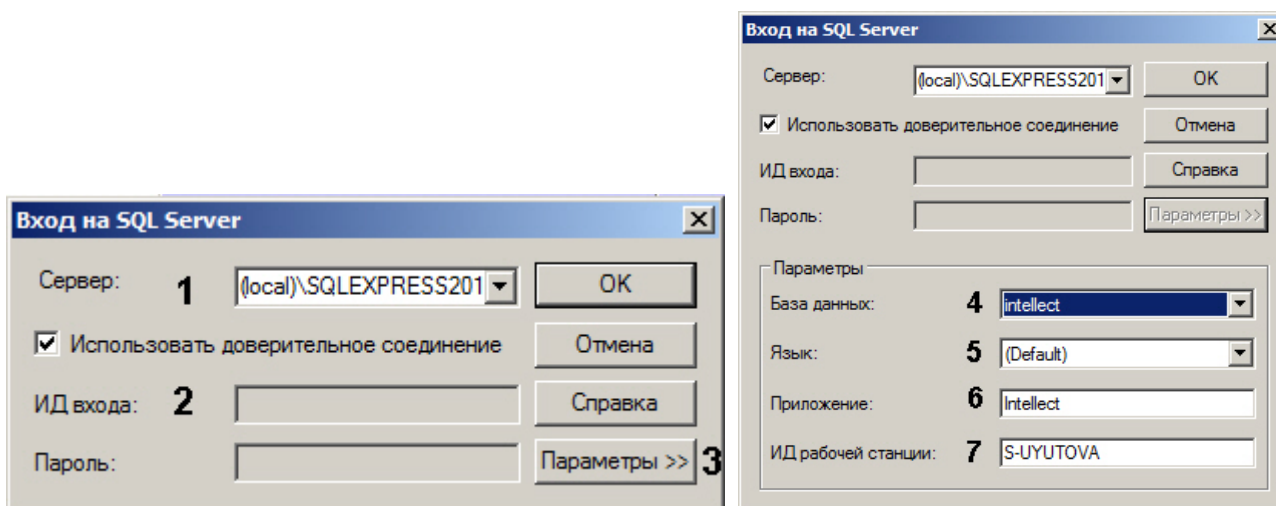 Вход на SQL Server
Сервер: 1 (local)\SQLEXPRESS201 OK
Использовать доверительное соединение Отмена
ИД входа: 2 Справка
Пароль: Параметры >> 3
Вход на SQL Server
Сервер: (local)\SQLEXPRESS201 OK
Использовать доверительное соединение Отмена
ИД входа: Справка
Пароль: Параметры >>
Параметры
База данных: 4 intellect
Язык: 5 (Default)
Приложение: 6 Intellect
ИД рабочей станции: 7 S-UYUTOVA